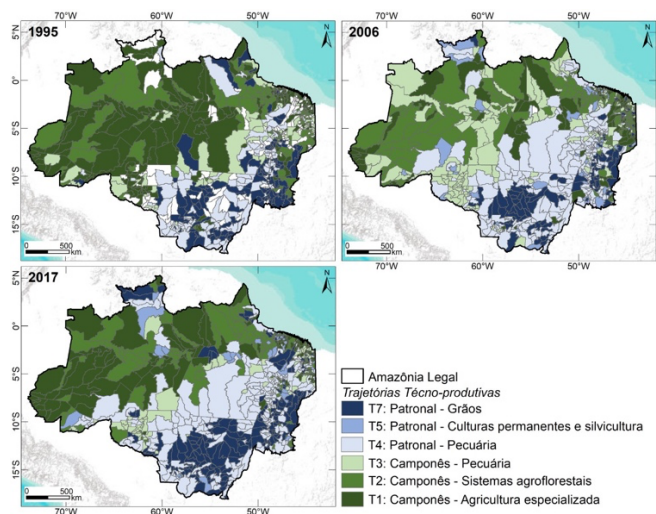 70°W 60°W 50°W
70°W 60°W 50°W
1995
N
5°N
0°
5°S
10°S
15°S
0 500
km
2006
N
5°N
0°
5°S
10°S
15°S
0 500
km.
2017
N
5°N
0°
5°S
10°S
15°S
0 500
km
70°W 60°W 50°W
Amazônia Legal
Trajetórias Técno-produtivas
T7: Patronal - Grãos
T5: Patronal - Culturas permanentes e silvicultura
T4: Patronal - Pecuária
T3: Camponês - Pecuária
T2: Camponês - Sistemas agroflorestais
T1: Camponês - Agricultura especializada